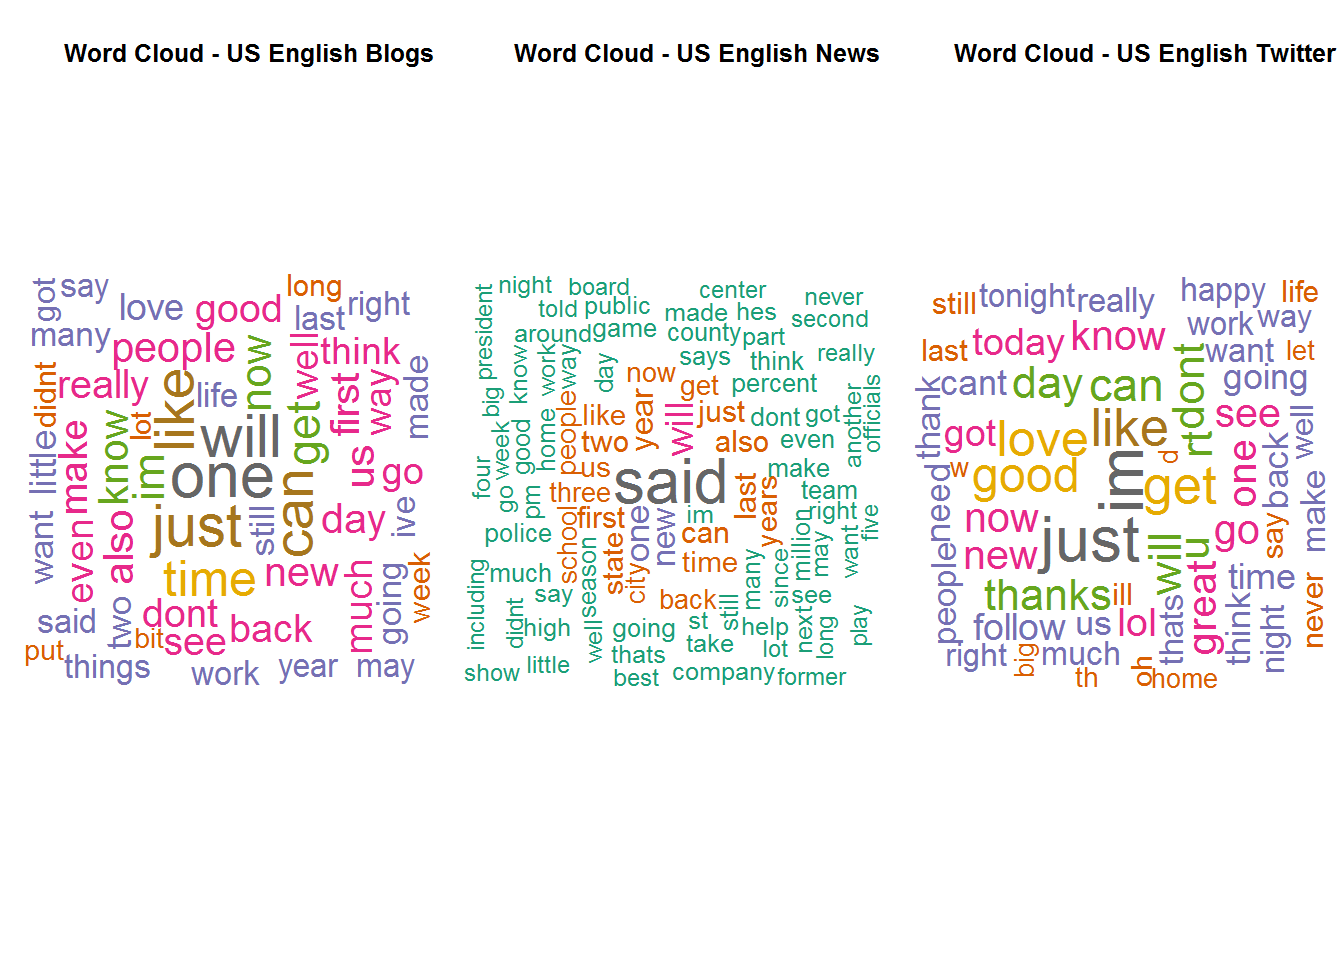 Word Cloud - US English Blogs
got
say
love
good
long
last
right
many
people
now
well
think
didnt
really
like
life
get
first
way
made
little
make
know
lot
im
will
one
can
us
go
want
even
also
just
still
day
ive
time
new
much
going
week
said
two
dont
bit
see
back
put
things
work
year
may
Word Cloud - US English News
night
board
center
never
president
told
public
made
hes
second
around
game
county
part
know
work
way
day
says
think
really
now
get
percent
big
good
home
people
like
year
will
just
dont
got
another
officials
week
two
also
even
four
go
pm
us
said
make
three
last
years
team
first
one
new
im
right
five
police
school
state
can
million
may
want
including
much
season
city
time
many
since
say
back
still
see
didnt
high
well
going
st
help
next
long
play
thats
take
lot
show
little
best
company
former
Word Cloud - US English Twitter
still
tonight
really
happy
life
last
today
know
work
way
want
let
thank
cant
day
can
dont
going
got
love
like
rt
see
well
w
good
im
d
get
one
back
need
now
just
go
say
make
people
new
will
u
thanks
ill
great
time
never
follow
us
lol
thats
think
night
right
big
much
th
oh
home